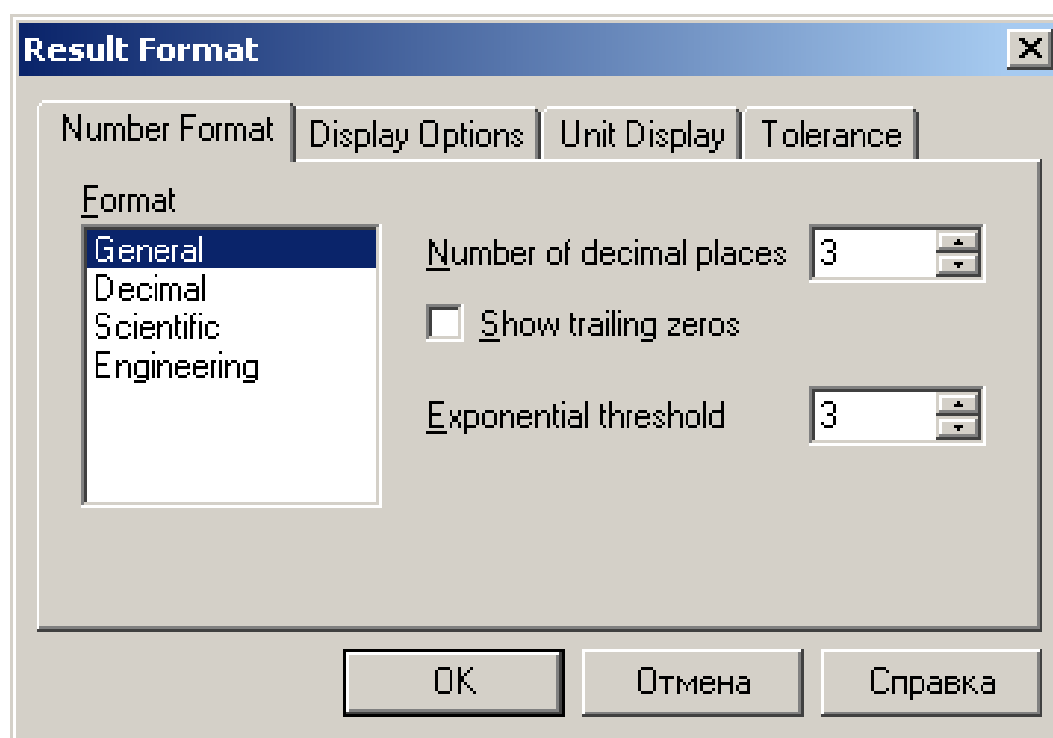 Result Format
Number Format Display Options Unit Display Tolerance
Format
General
Decimal
Scientific
Engineering
Number of decimal places 3
Show trailing zeros
Exponential threshold 3
OK Отмена Справка